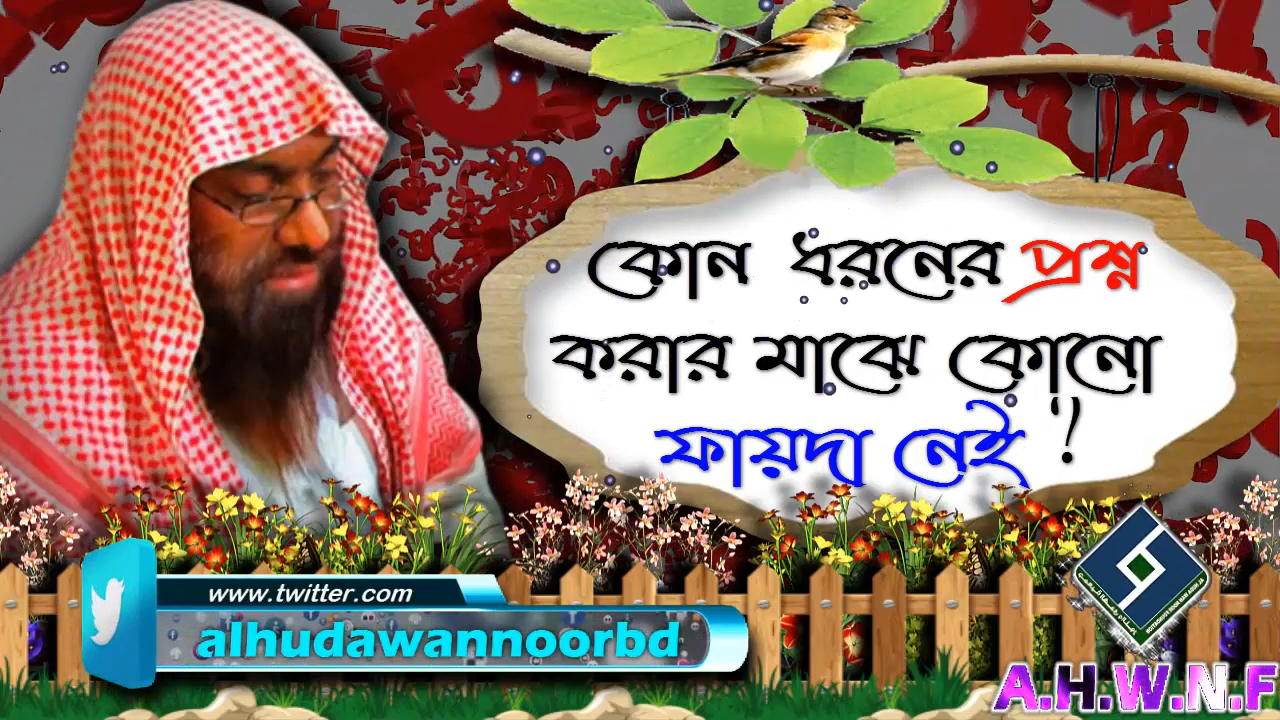 কোন ধরনের প্রশ্ন
করার মাঝে কোনো
ফায়দা নেই ?
www.twitter.com
alhudawannoorbd
A.H.W.N.F